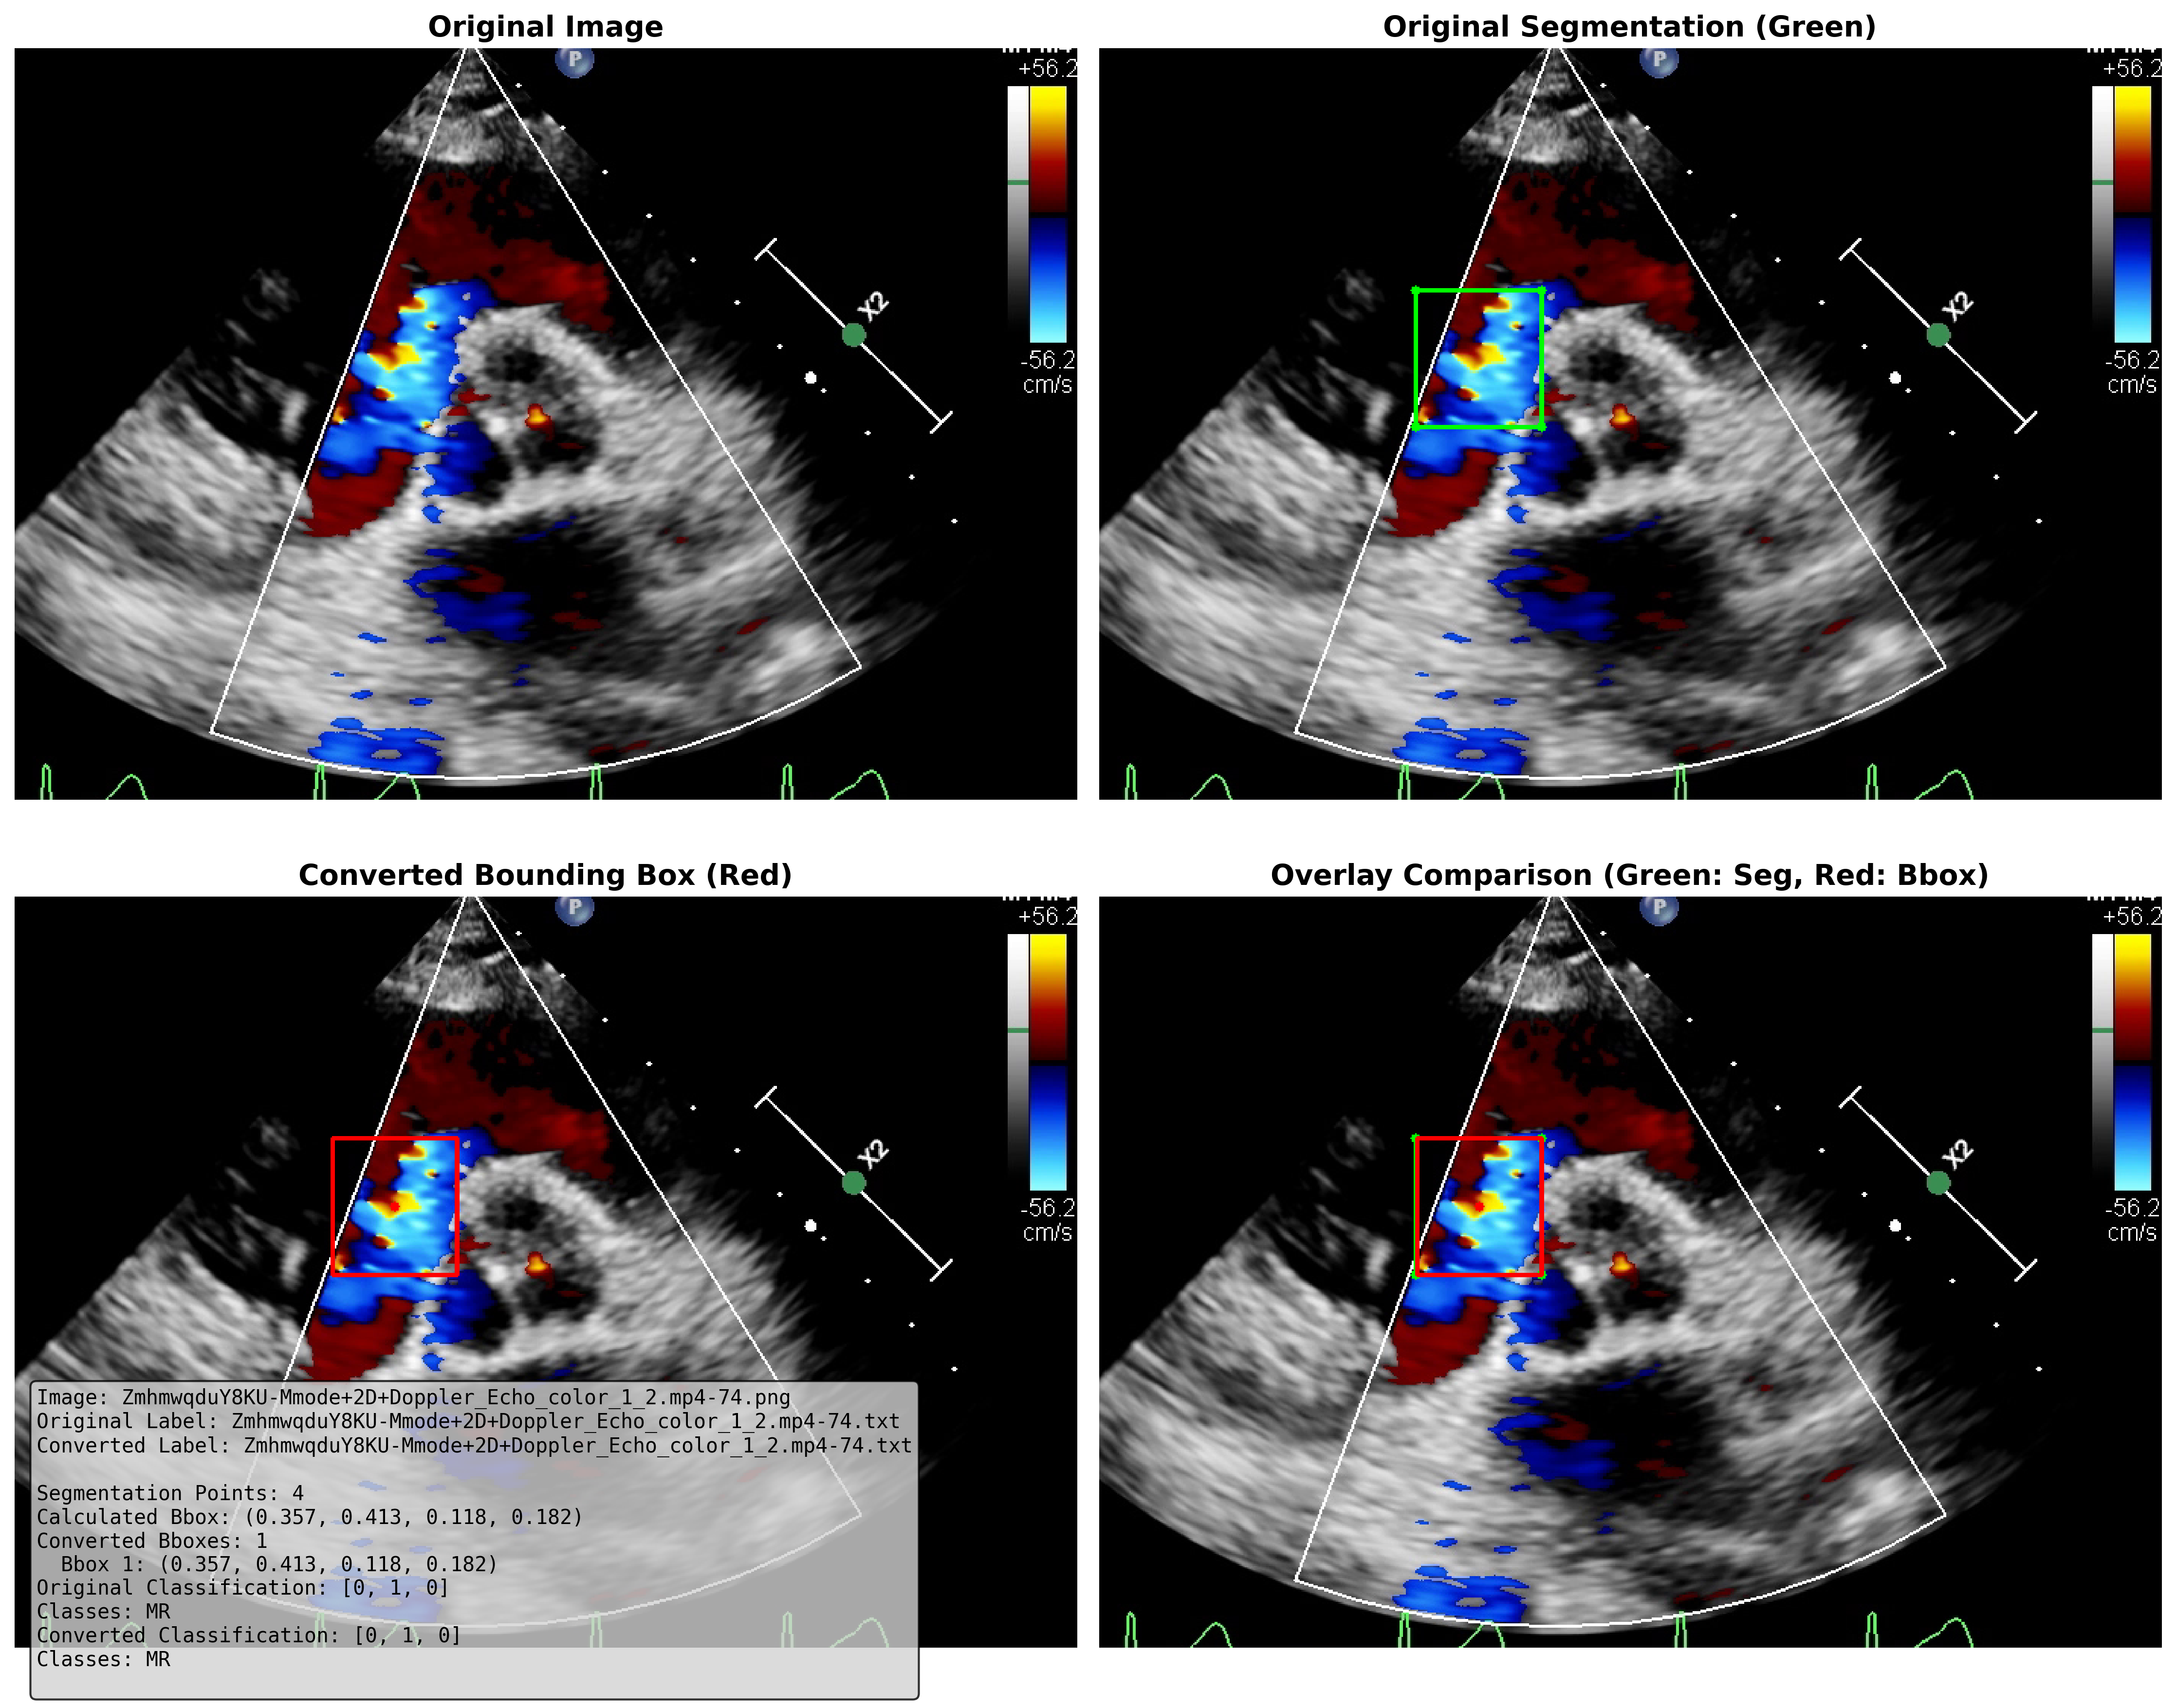 Original Image
P
+56.2
-56.2
cm/s
X2
Original Segmentation (Green)
P
+56.2
-56.2
cm/s
X2
Converted Bounding Box (Red)
P
+56.2
-56.2
cm/s
X2
Image: ZmhmwqduY8KU-Mmode+2D+Doppler_Echo_color_1_2.mp4-74.png
Original Label: ZmhmwqduY8KU-Mmode+2D+Doppler_Echo_color_1_2.mp4-74.txt
Converted Label: ZmhmwqduY8KU-Mmode+2D+Doppler_Echo_color_1_2.mp4-74.txt
Segmentation Points: 4
Calculated Bbox: (0.357, 0.413, 0.118, 0.182)
Converted Bboxes: 1
Bbox 1: (0.357, 0.413, 0.118, 0.182)
Original Classification: [0, 1, 0]
Classes: MR
Converted Classification: [0, 1, 0]
Classes: MR
Overlay Comparison (Green: Seg, Red: Bbox)
P
+56.2
-56.2
cm/s
X2